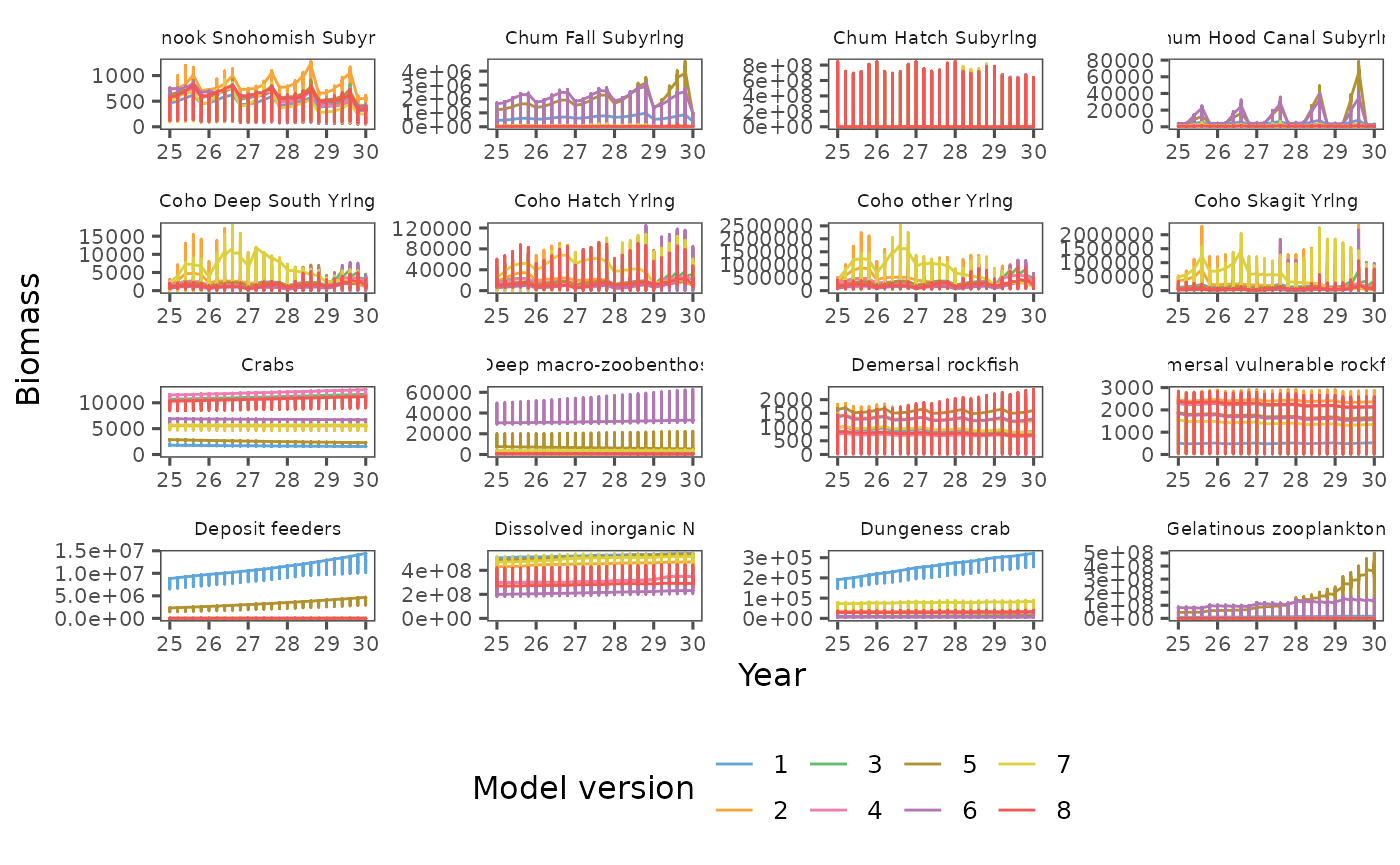 nook Snohomish Subyr
Chum Fall Subyrlng
Chum Hatch Subyrlng
um Hood Canal Subyrl
1000
500
0
4e+06
3e+06
2e+06
1e+06
0e+00
8e+08
6e+08
4e+08
2e+08
0e+00
80000
60000
40000
20000
0
25 26 27 28 29 30
25 26 27 28 29 30
25 26 27 28 29 30
25 26 27 28 29 30
Coho Deep South Yrlng
Coho Hatch Yrlng
Coho other Yrlng
Coho Skagit Yrlng
15000
10000
5000
0
120000
80000
40000
0
2500000
2000000
1500000
1000000
500000
0
2000000
1500000
1000000
500000
0
25 26 27 28 29 30
25 26 27 28 29 30
25 26 27 28 29 30
25 26 27 28 29 30
Biomass
Crabs
Deep macro-zoobenthos
Demersal rockfish
mersal vulnerable rockf
10000
5000
0
60000
40000
20000
0
2000
1500
1000
500
0
3000
2000
1000
0
25 26 27 28 29 30
25 26 27 28 29 30
25 26 27 28 29 30
25 26 27 28 29 30
Deposit feeders
Dissolved inorganic N
Dungeness crab
Gelatinous zooplankton
1.5e+07
1.0e+07
5.0e+06
0.0e+00
4e+08
2e+08
0e+00
3e+05
2e+05
1e+05
0e+00
5e+08
4e+08
3e+08
2e+08
1e+08
0e+00
25 26 27 28 29 30
25 26 27 28 29 30
25 26 27 28 29 30
25 26 27 28 29 30
Year
Model version
1 3 5 7
2 4 6 8